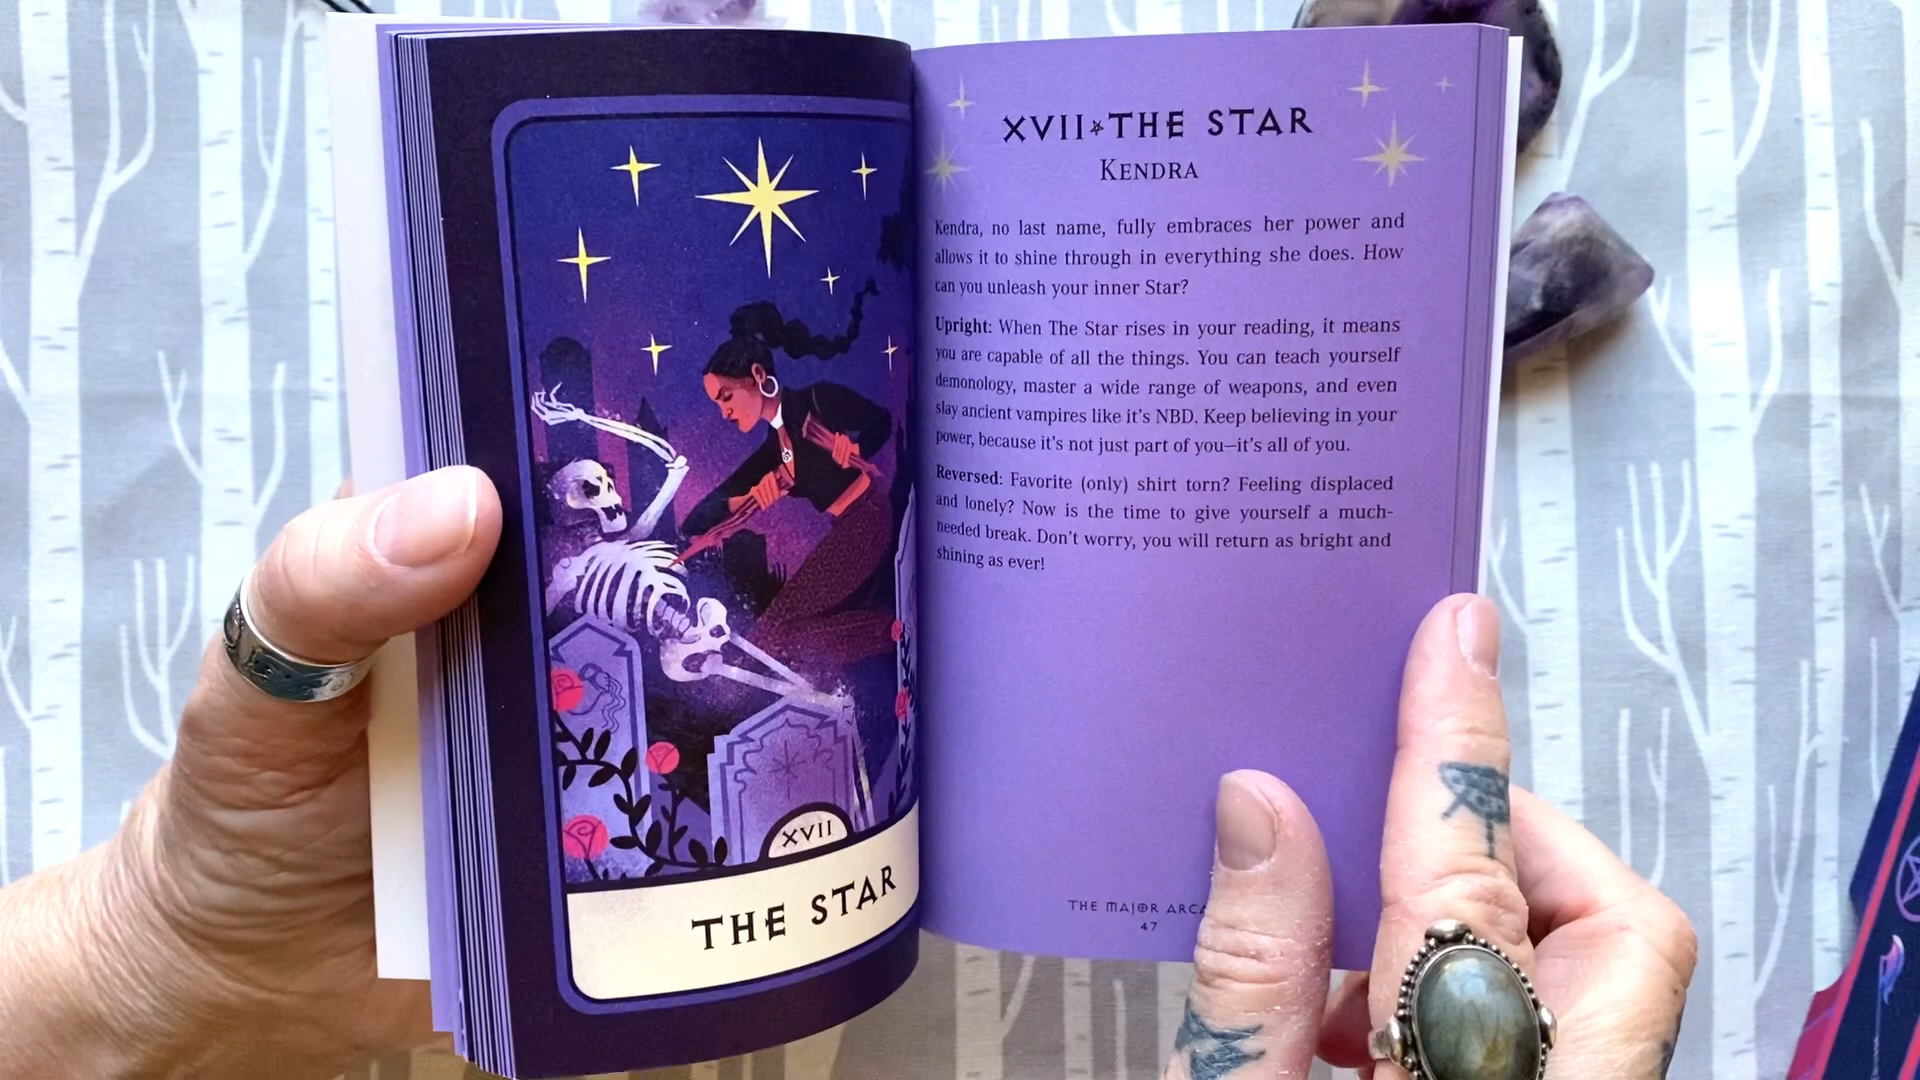 XVII
THE STAR
XVII THE STAR
KENDRA
Kendra, no last name, fully embraces her power and
allows it to shine through in everything she does. How
can you unleash your inner Star?
Upright: When The Star rises in your reading, it means
you are capable of all the things. You can teach yourself
demonology, master a wide range of weapons, and even
slay ancient vampires like it's NBD. Keep believing in your
power, because it's not just part of you—it's all of you.
Reversed: Favorite (only) shirt torn? Feeling displaced
and lonely? Now is the time to give yourself a much-
needed break. Don't worry, you will return as bright and
shining as ever!
THE MAJOR
47